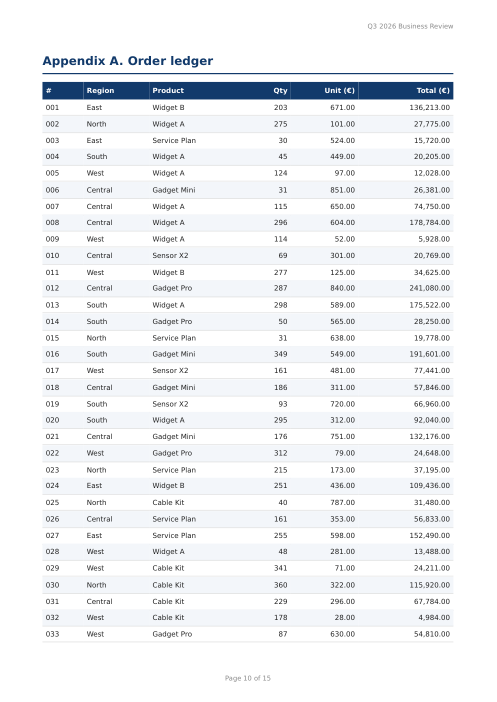 Q3 2026 Business Review
Appendix A. Order ledger
# Region Product Qty Unit (€) Total (€)
001 East Widget B 203 671.00 136,213.00
002 North Widget A 275 101.00 27,775.00
003 East Service Plan 30 524.00 15,720.00
004 South Widget A 45 449.00 20,205.00
005 West Widget A 124 97.00 12,028.00
006 Central Gadget Mini 31 851.00 26,381.00
007 Central Widget A 115 650.00 74,750.00
008 Central Widget A 296 604.00 178,784.00
009 West Widget A 114 52.00 5,928.00
010 Central Sensor X2 69 301.00 20,769.00
011 West Widget B 277 125.00 34,625.00
012 Central Gadget Pro 287 840.00 241,080.00
013 South Widget A 298 589.00 175,522.00
014 South Gadget Pro 50 565.00 28,250.00
015 North Service Plan 31 638.00 19,778.00
016 South Gadget Mini 349 549.00 191,601.00
017 West Sensor X2 161 481.00 77,441.00
018 Central Gadget Mini 186 311.00 57,846.00
019 South Sensor X2 93 720.00 66,960.00
020 South Widget A 295 312.00 92,040.00
021 Central Gadget Mini 176 751.00 132,176.00
022 West Gadget Pro 312 79.00 24,648.00
023 North Service Plan 215 173.00 37,195.00
024 East Widget B 251 436.00 109,436.00
025 North Cable Kit 40 787.00 31,480.00
026 Central Service Plan 161 353.00 56,833.00
027 East Service Plan 255 598.00 152,490.00
028 West Widget A 48 281.00 13,488.00
029 West Cable Kit 341 71.00 24,211.00
030 North Cable Kit 360 322.00 115,920.00
031 Central Cable Kit 229 296.00 67,784.00
032 West Cable Kit 178 28.00 4,984.00
033 West Gadget Pro 87 630.00 54,810.00
Page 10 of 15